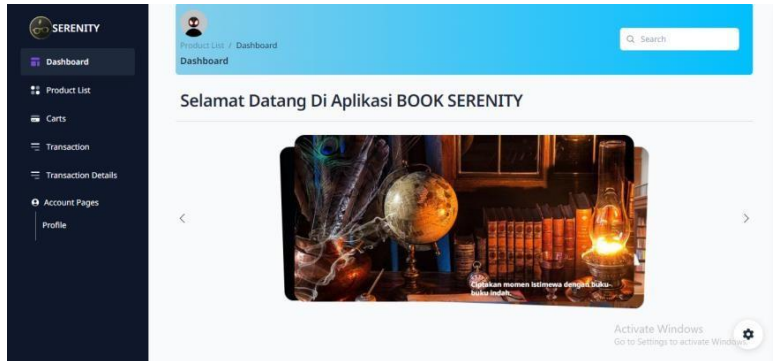 SERENITY
Dashboard
Product List
Carts
Transaction
Transaction Details
Account Pages
Profile
Product List / Dashboard
Dashboard
Search
Selamat Datang Di Aplikasi BOOK SERENITY
Ciptakan momen istimewa dengan buku-
buku indah.
Activate Windows
Go to Settings to activate Windows.